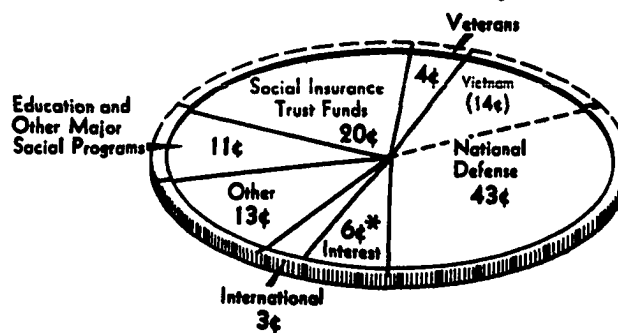 Veterans
4¢
Vietnam
(14¢)
Social Insurance
Trust Funds
20¢
Education and
Other Major
Social Programs
11¢
National
Defense
43¢
Other
13¢
6¢*
Interest
International
3¢